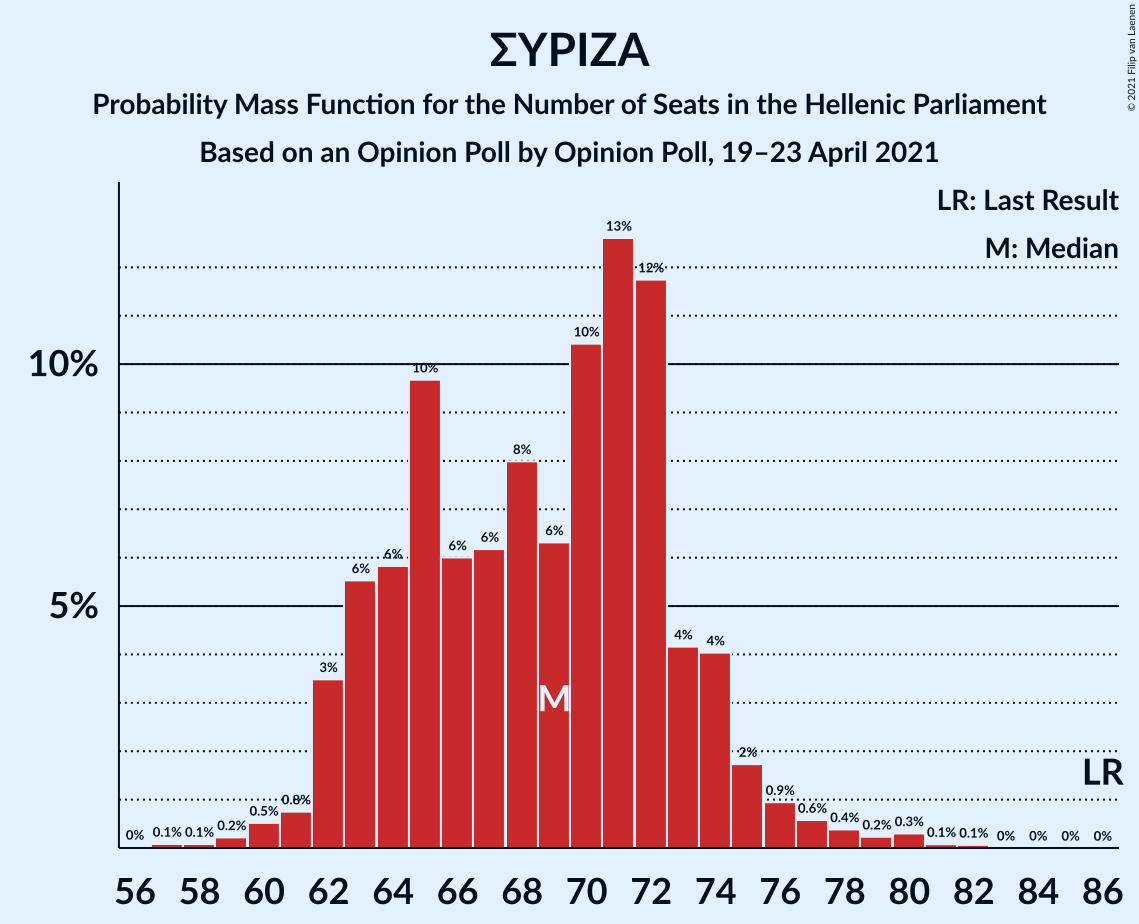 ΣΥΡΙΖΑ
Probability Mass Function for the Number of Seats in the Hellenic Parliament
Based on an Opinion Poll by Opinion Poll, 19–23 April 2021
© 2021 Filip van Laenen
LR: Last Result
M: Median
13%
12%
10%
10%
10%
8%
6%
6%
6%
6%
6%
5%
4%
4%
3%
M
2%
LR
0.9%
0.8%
0.6%
0.5%
0.4%
0.3%
0% 0.1% 0.1% 0.2% 0.2% 0.1% 0.1% 0% 0% 0% 0%
56 58 60 62 64 66 68 70 72 74 76 78 80 82 84 86